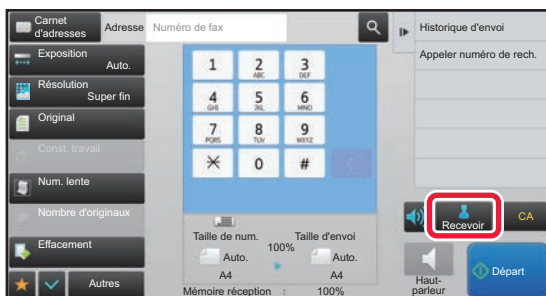 Carnet
d'adresses
Adresse
Numéro de fax
Exposition
Auto.
Résolution
Super fin
Original
Const. travail
Num. lente
Nombre d'originaux
Effacement
Autres
1
2 ABC
3 DEF
4 GHI
5 JKL
6 MNO
7 PQRS
8 TUV
9 WXYZ
0
#
C
Taille de num.
100%
Taille d'envoi
Auto.
A4
Auto.
A4
Mémoire réception : 100%
Historique d'envoi
Appeler numéro de rech.
Recevoir
CA
Haut-
parleur
Départ